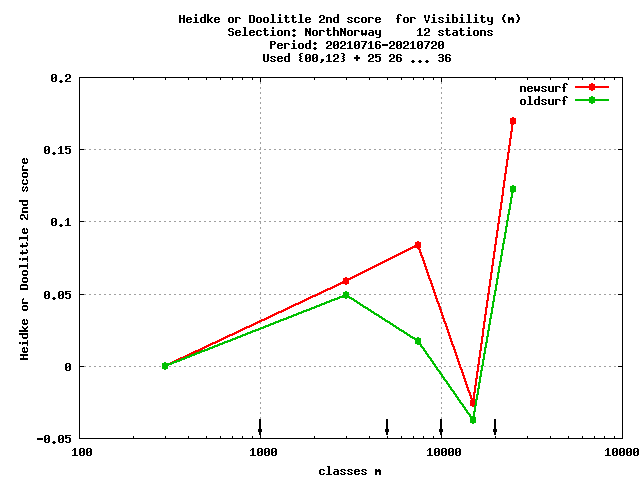 Heidke or Doolittle 2nd score  for Visibility (m)
Selection: NorthNorway     12 stations
Period: 20210716-20210720
Used {00,12} + 25 26 ... 36
newsurf
oldsurf
0.2
0.15
0.1
0.05
0
-0.05
Heidke or Doolittle 2nd score
100
1000
10000
10000
classes m